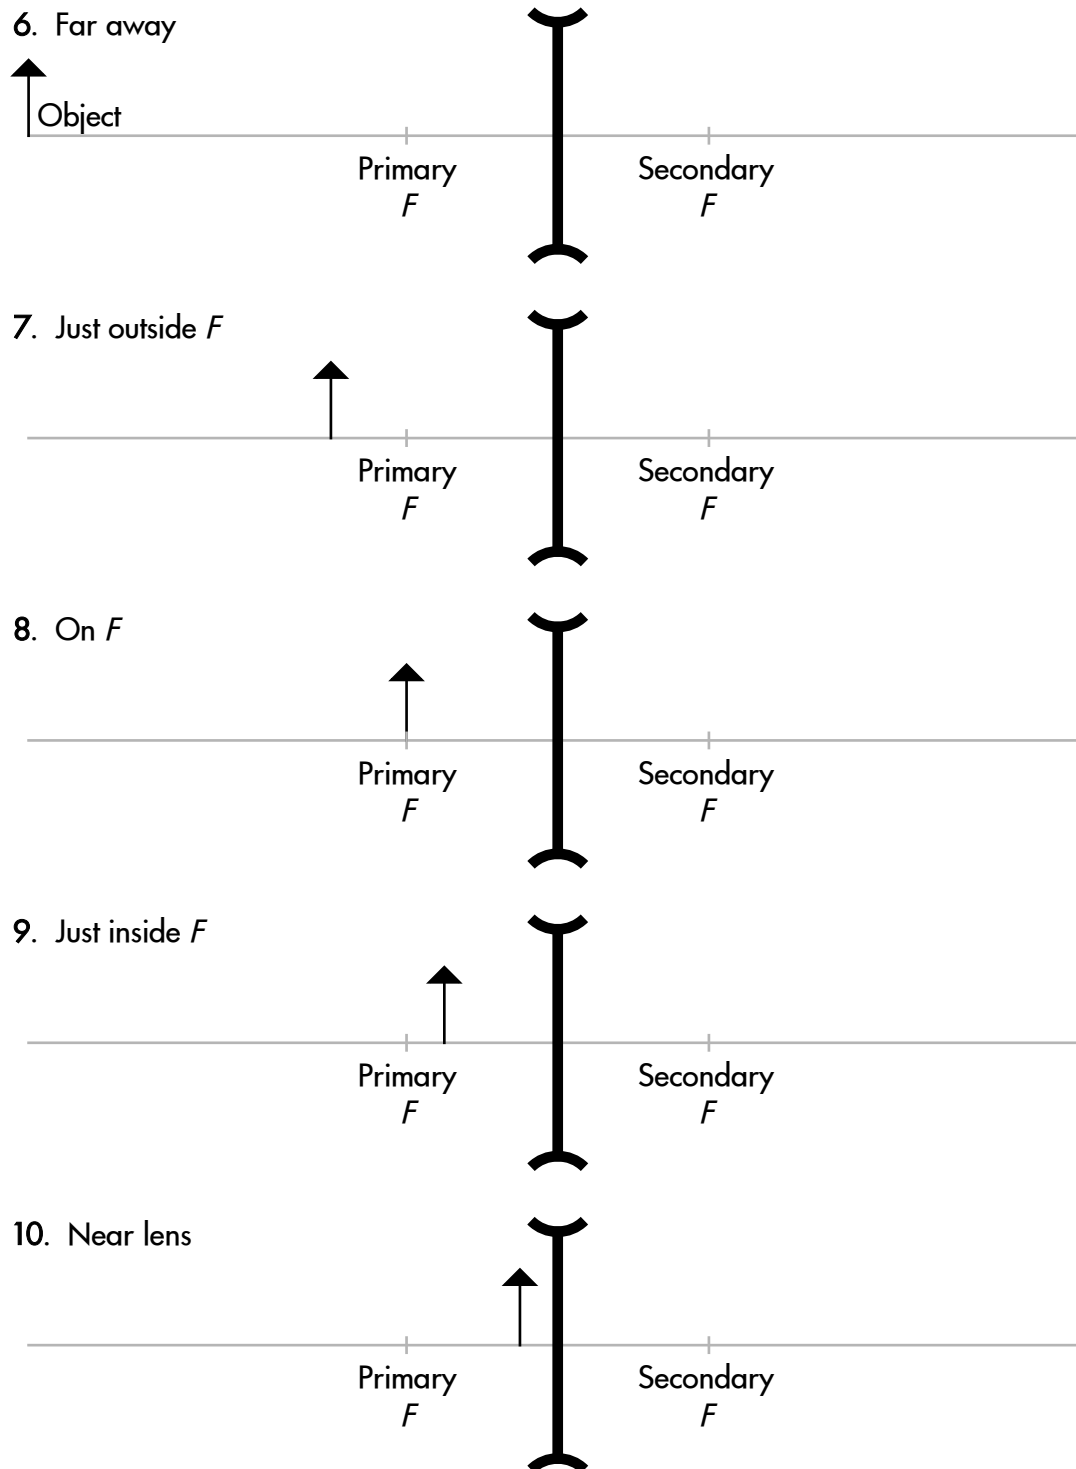 6. Far away
Object
Primary
F
Secondary
F
7. Just outside F
Primary
F
Secondary
F
8. On F
Primary
F
Secondary
F
9. Just inside F
Primary
F
Secondary
F
10. Near lens
Primary
F
Secondary
F